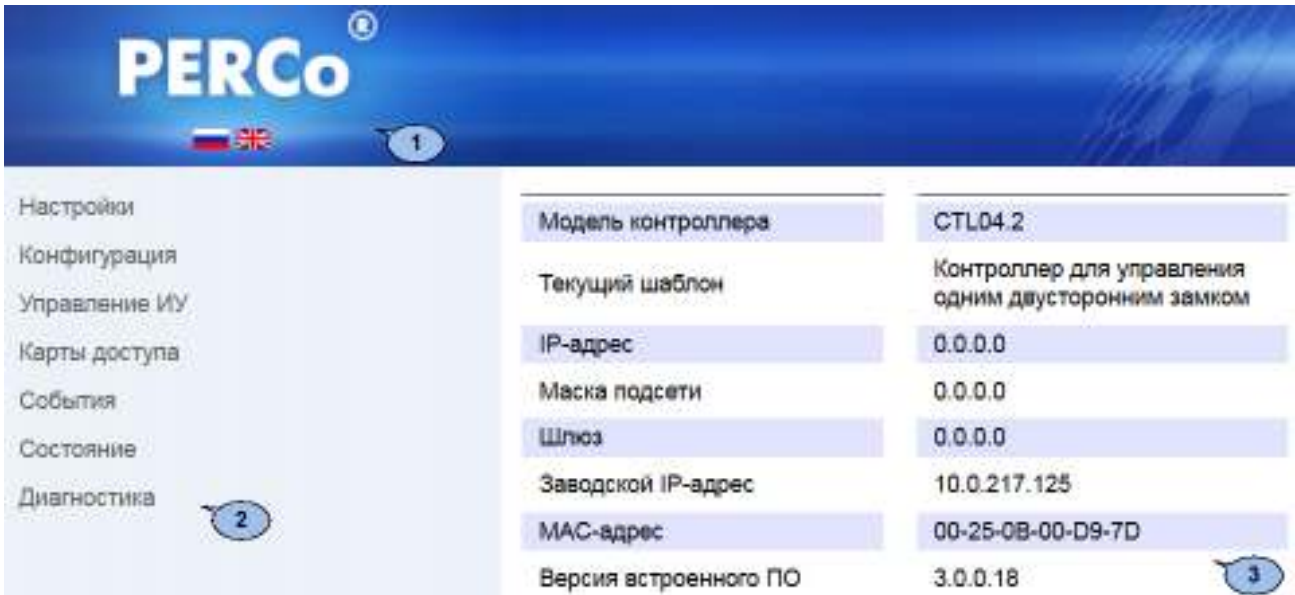 PERCo®
1
Настройки
Конфигурация
Управление ИУ
Карты доступа
События
Состояние
Диагностика
2
Модель контроллера CTL04.2
Текущий шаблон Контроллер для управления
одним двусторонним замком
IP-адрес 0.0.0.0
Маска подсети 0.0.0.0
Шлюз 0.0.0.0
Заводской IP-адрес 10.0.217.125
MAC-адрес 00-25-0B-00-D9-7D
Версия встроенного ПО 3.0.0.18
3